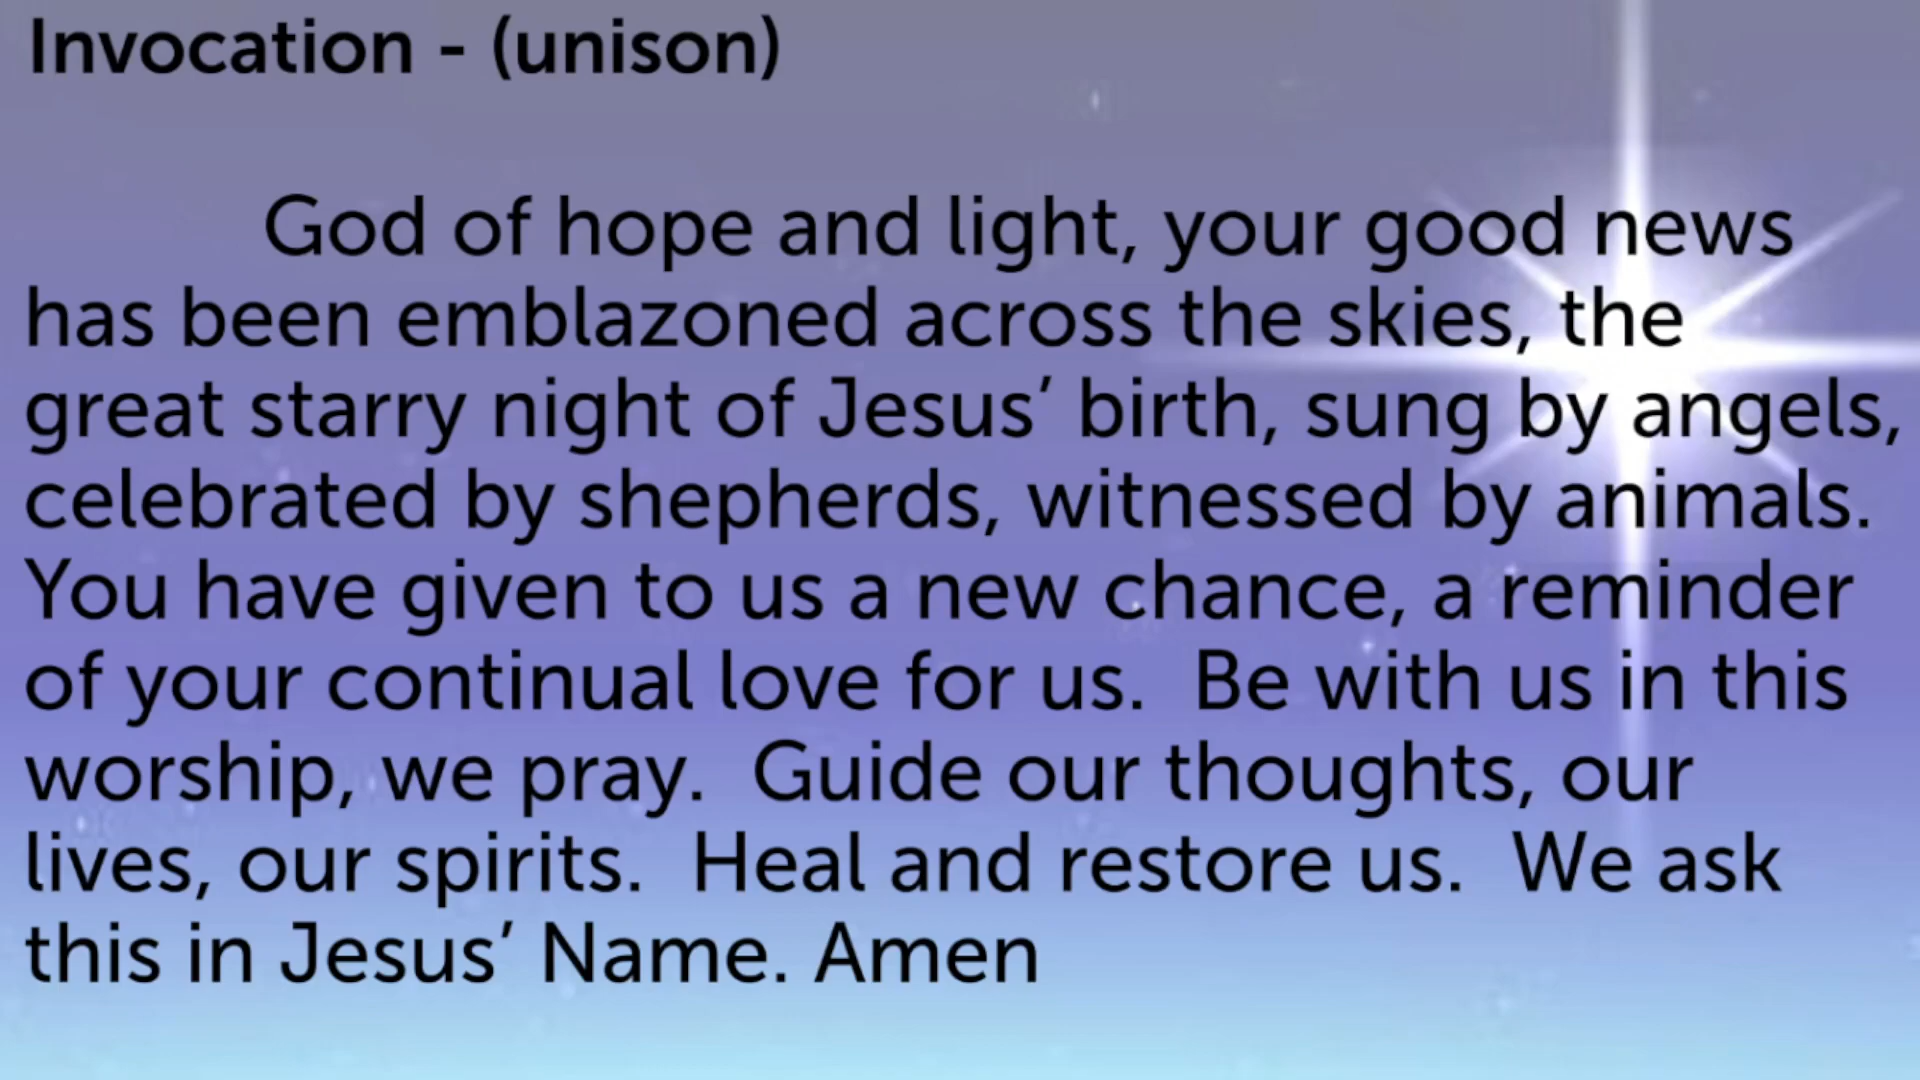 Invocation - (unison)
God of hope and light, your good news
has been emblazoned across the skies, the
great starry night of Jesus’ birth, sung by angels,
celebrated by shepherds, witnessed by animals.
You have given to us a new chance, a reminder
of your continual love for us.  Be with us in this
worship, we pray.  Guide our thoughts, our
lives, our spirits.  Heal and restore us.  We ask
this in Jesus’ Name. Amen